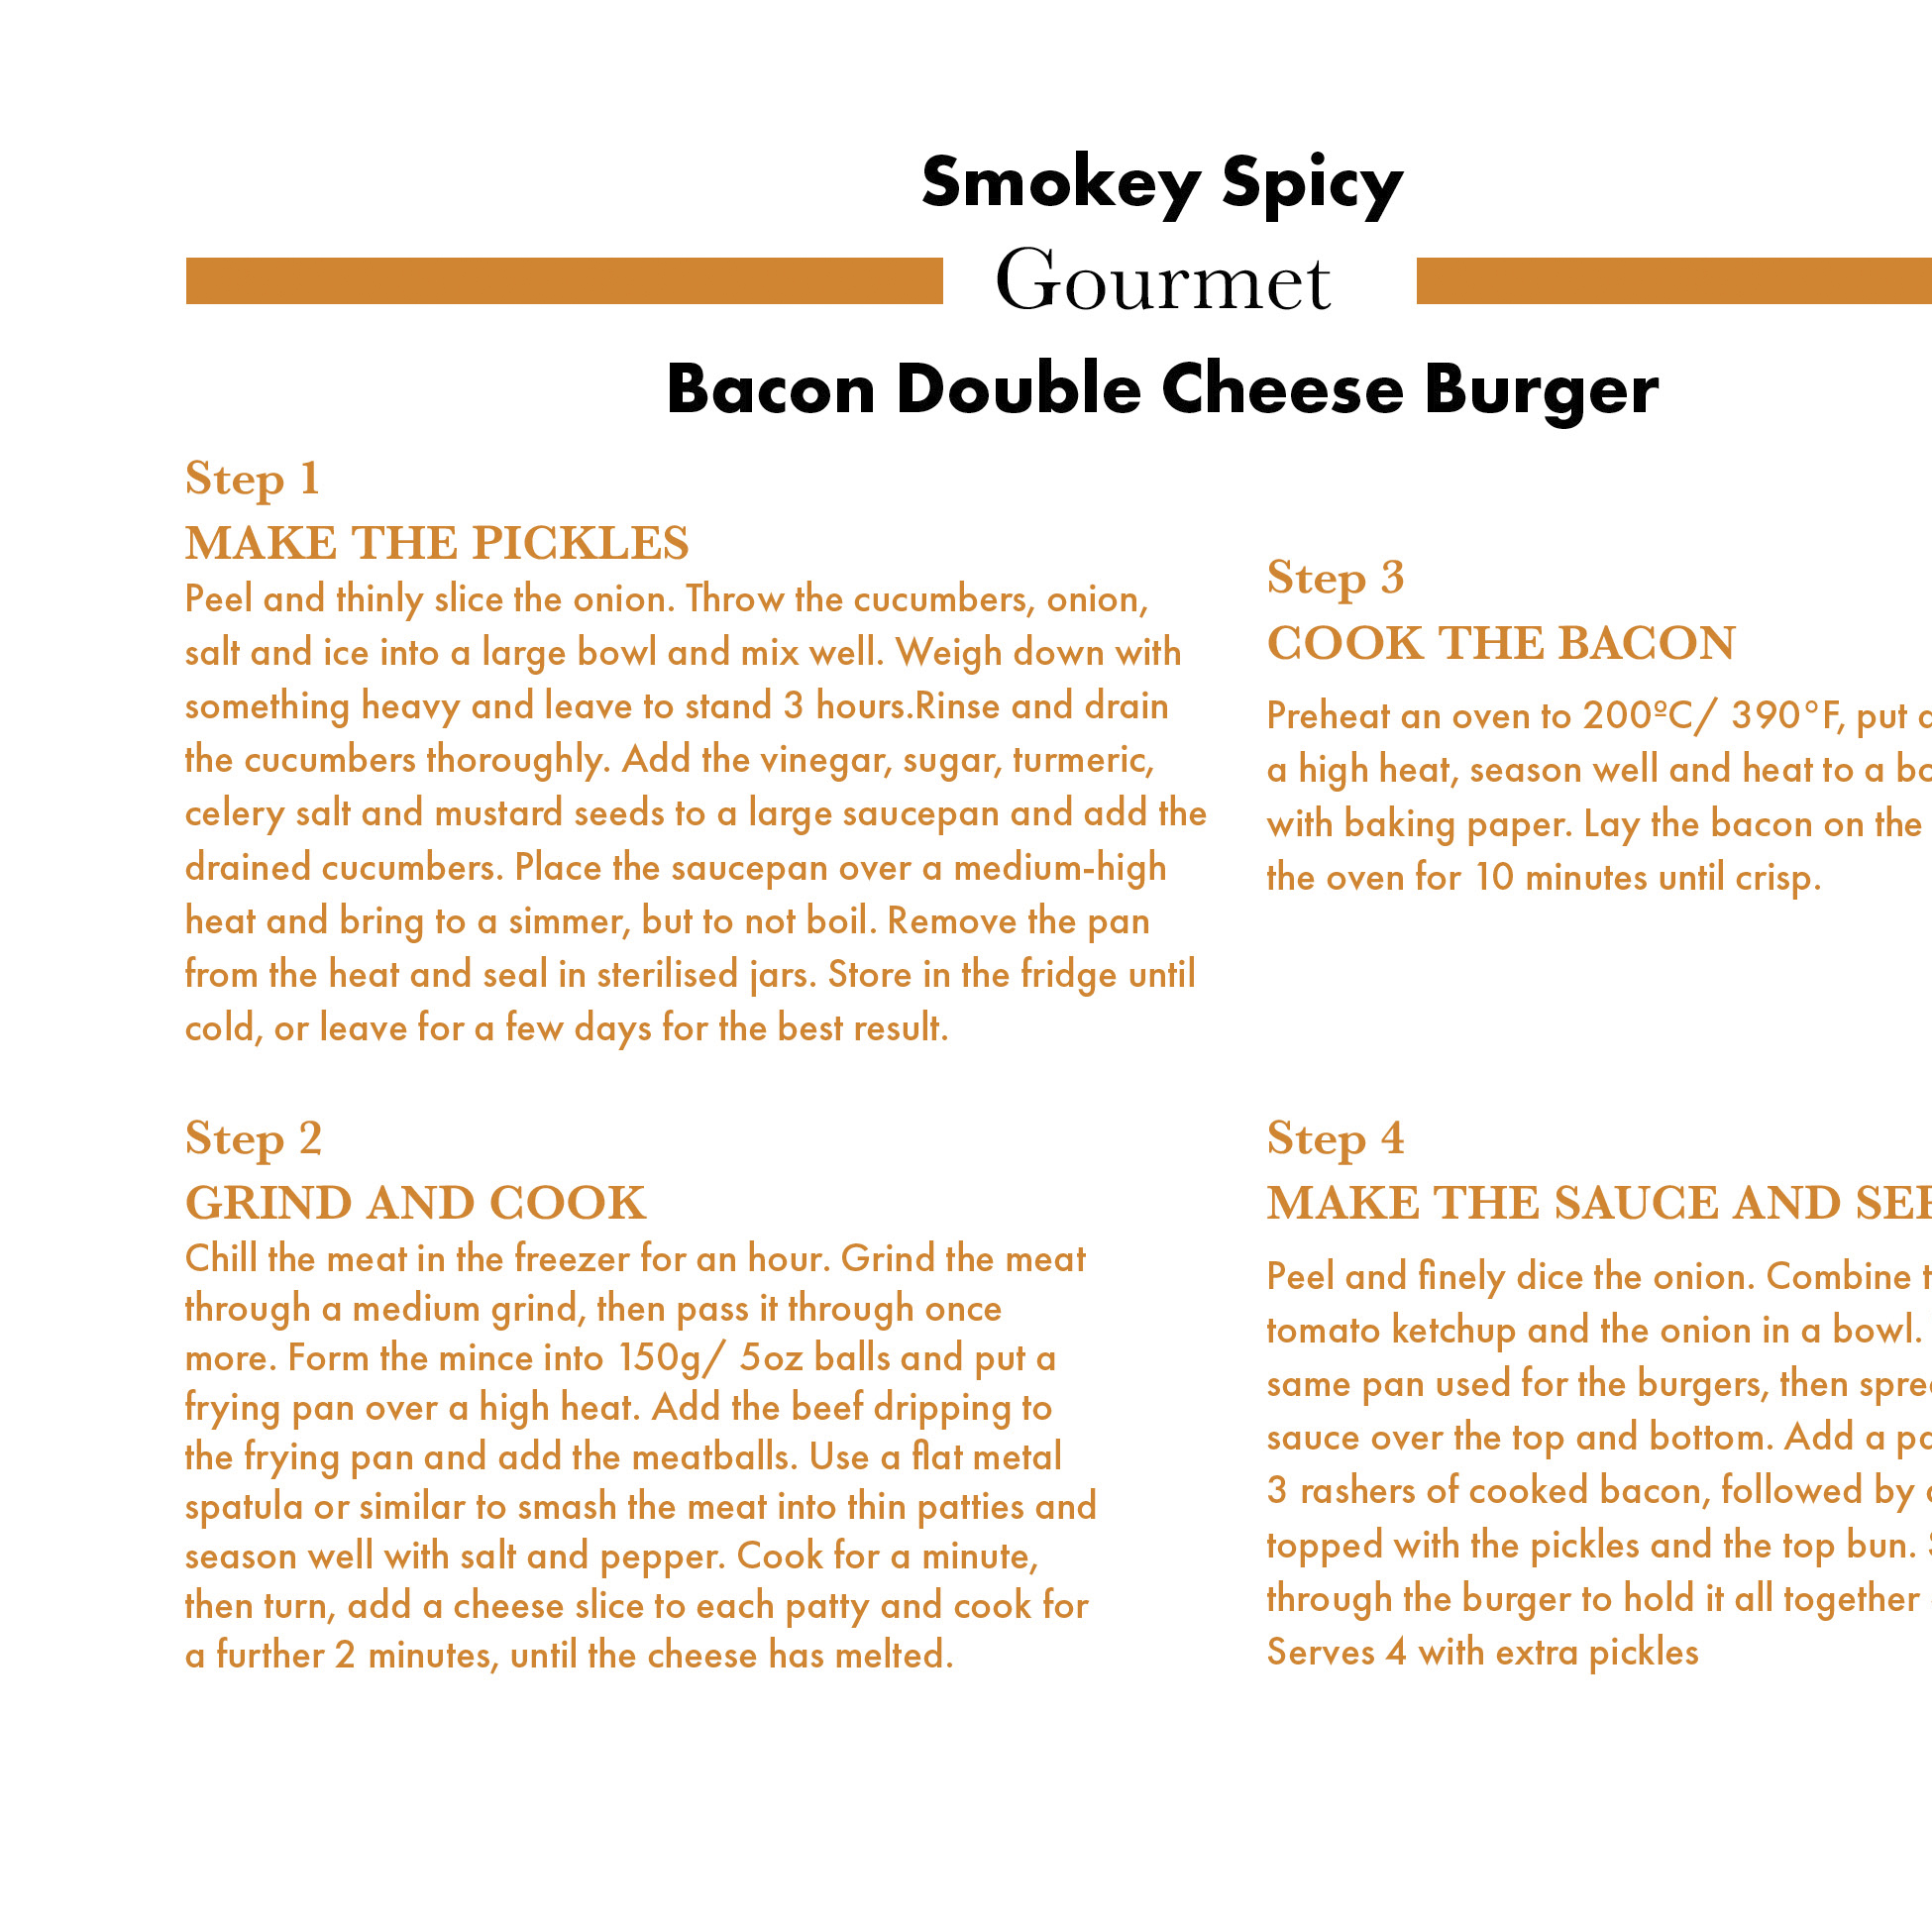 Smokey Spicy
Gourmet
Bacon Double Cheese Burger
Step 1
MAKE THE PICKLES
Peel and thinly slice the onion. Throw the cucumbers, onion,
salt and ice into a large bowl and mix well. Weigh down with
something heavy and leave to stand 3 hours.Rinse and drain
the cucumbers thoroughly. Add the vinegar, sugar, turmeric,
celery salt and mustard seeds to a large saucepan and add the
drained cucumbers. Place the saucepan over a medium-high
heat and bring to a simmer, but to not boil. Remove the pan
from the heat and seal in sterilised jars. Store in the fridge until
cold, or leave for a few days for the best result.
Step 2
GRIND AND COOK
Chill the meat in the freezer for an hour. Grind the meat
through a medium grind, then pass it through once
more. Form the mince into 150g/ 5oz balls and put a
frying pan over a high heat. Add the beef dripping to
the frying pan and add the meatballs. Use a flat metal
spatula or similar to smash the meat into thin patties and
season well with salt and pepper. Cook for a minute,
then turn, add a cheese slice to each patty and cook for
a further 2 minutes, until the cheese has melted.
Step 3
COOK THE BACON
Preheat an oven to 200ºC/ 390°F, put
a high heat, season well and heat to a
with baking paper. Lay the bacon on the
the oven for 10 minutes until crisp.
Step 4
MAKE THE SAUCE AND
Peel and finely dice the onion. Combine
tomato ketchup and the onion in a bowl.
same pan used for the burgers, then
sauce over the top and bottom. Add a
3 rashers of cooked bacon, followed by
topped with the pickles and the top bun.
through the burger to hold it all together
Serves 4 with extra pickles